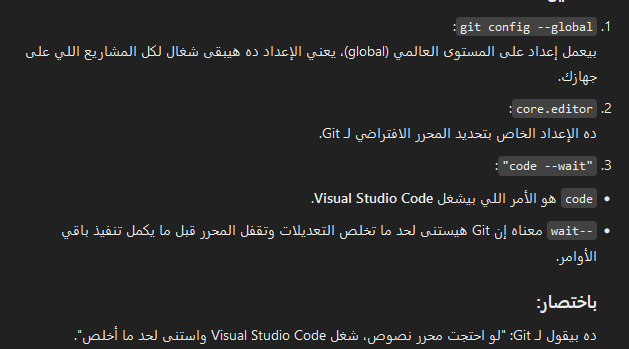 1. git config --global:
بيعمل إعداد على المستوى العالمي (global)، يعني الإعداد ده هيبقى شغال لكل المشاريع اللي على
جهازك.
2. core.editor:
ده الإعداد الخاص بتحديد المحرر الافتراضي لـ Git.
3. "code --wait":
• code هو الأمر اللي بيشغل Visual Studio Code.
• --wait معناه إن Git هيستنى لحد ما تخلص التعديلات وتقفل المحرر قبل ما يكمل تنفيذ باقي
الأوامر.
باختصار:
ده بيقول لـ Git: "لو احتجت محرر نصوص، شغل Visual Studio Code واستنى لحد ما أخلص".